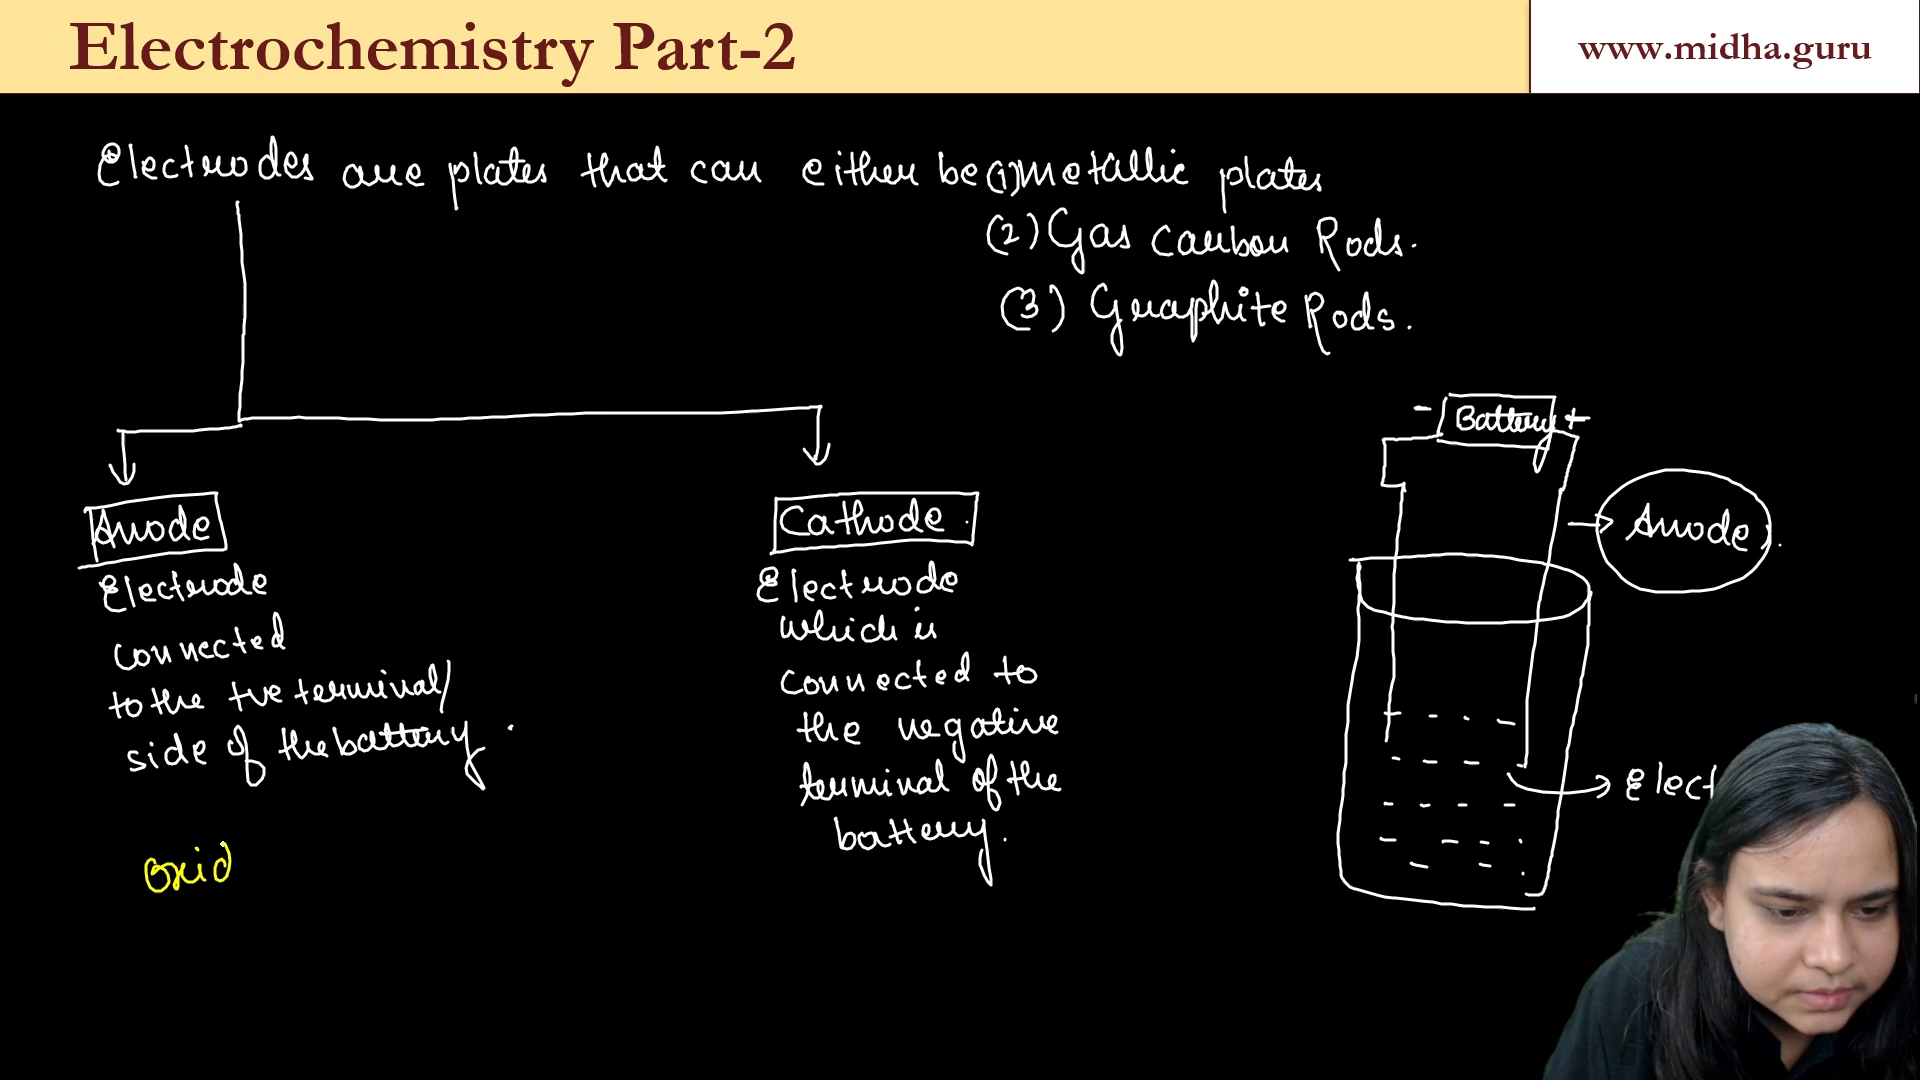 Electrochemistry Part-2
www.midha.guru
Electrodes are plates that can either be (1) metallic plates
(2) Gas carbon Rods.
(3) Graphite Rods.
- Battery +
Anode
Cathode.
Anode.
Electrode
connected
to the +ve terminal/
side of the battery.
Electrode
which is
connected to
the negative
terminal of the
battery.
Elect
Oxid